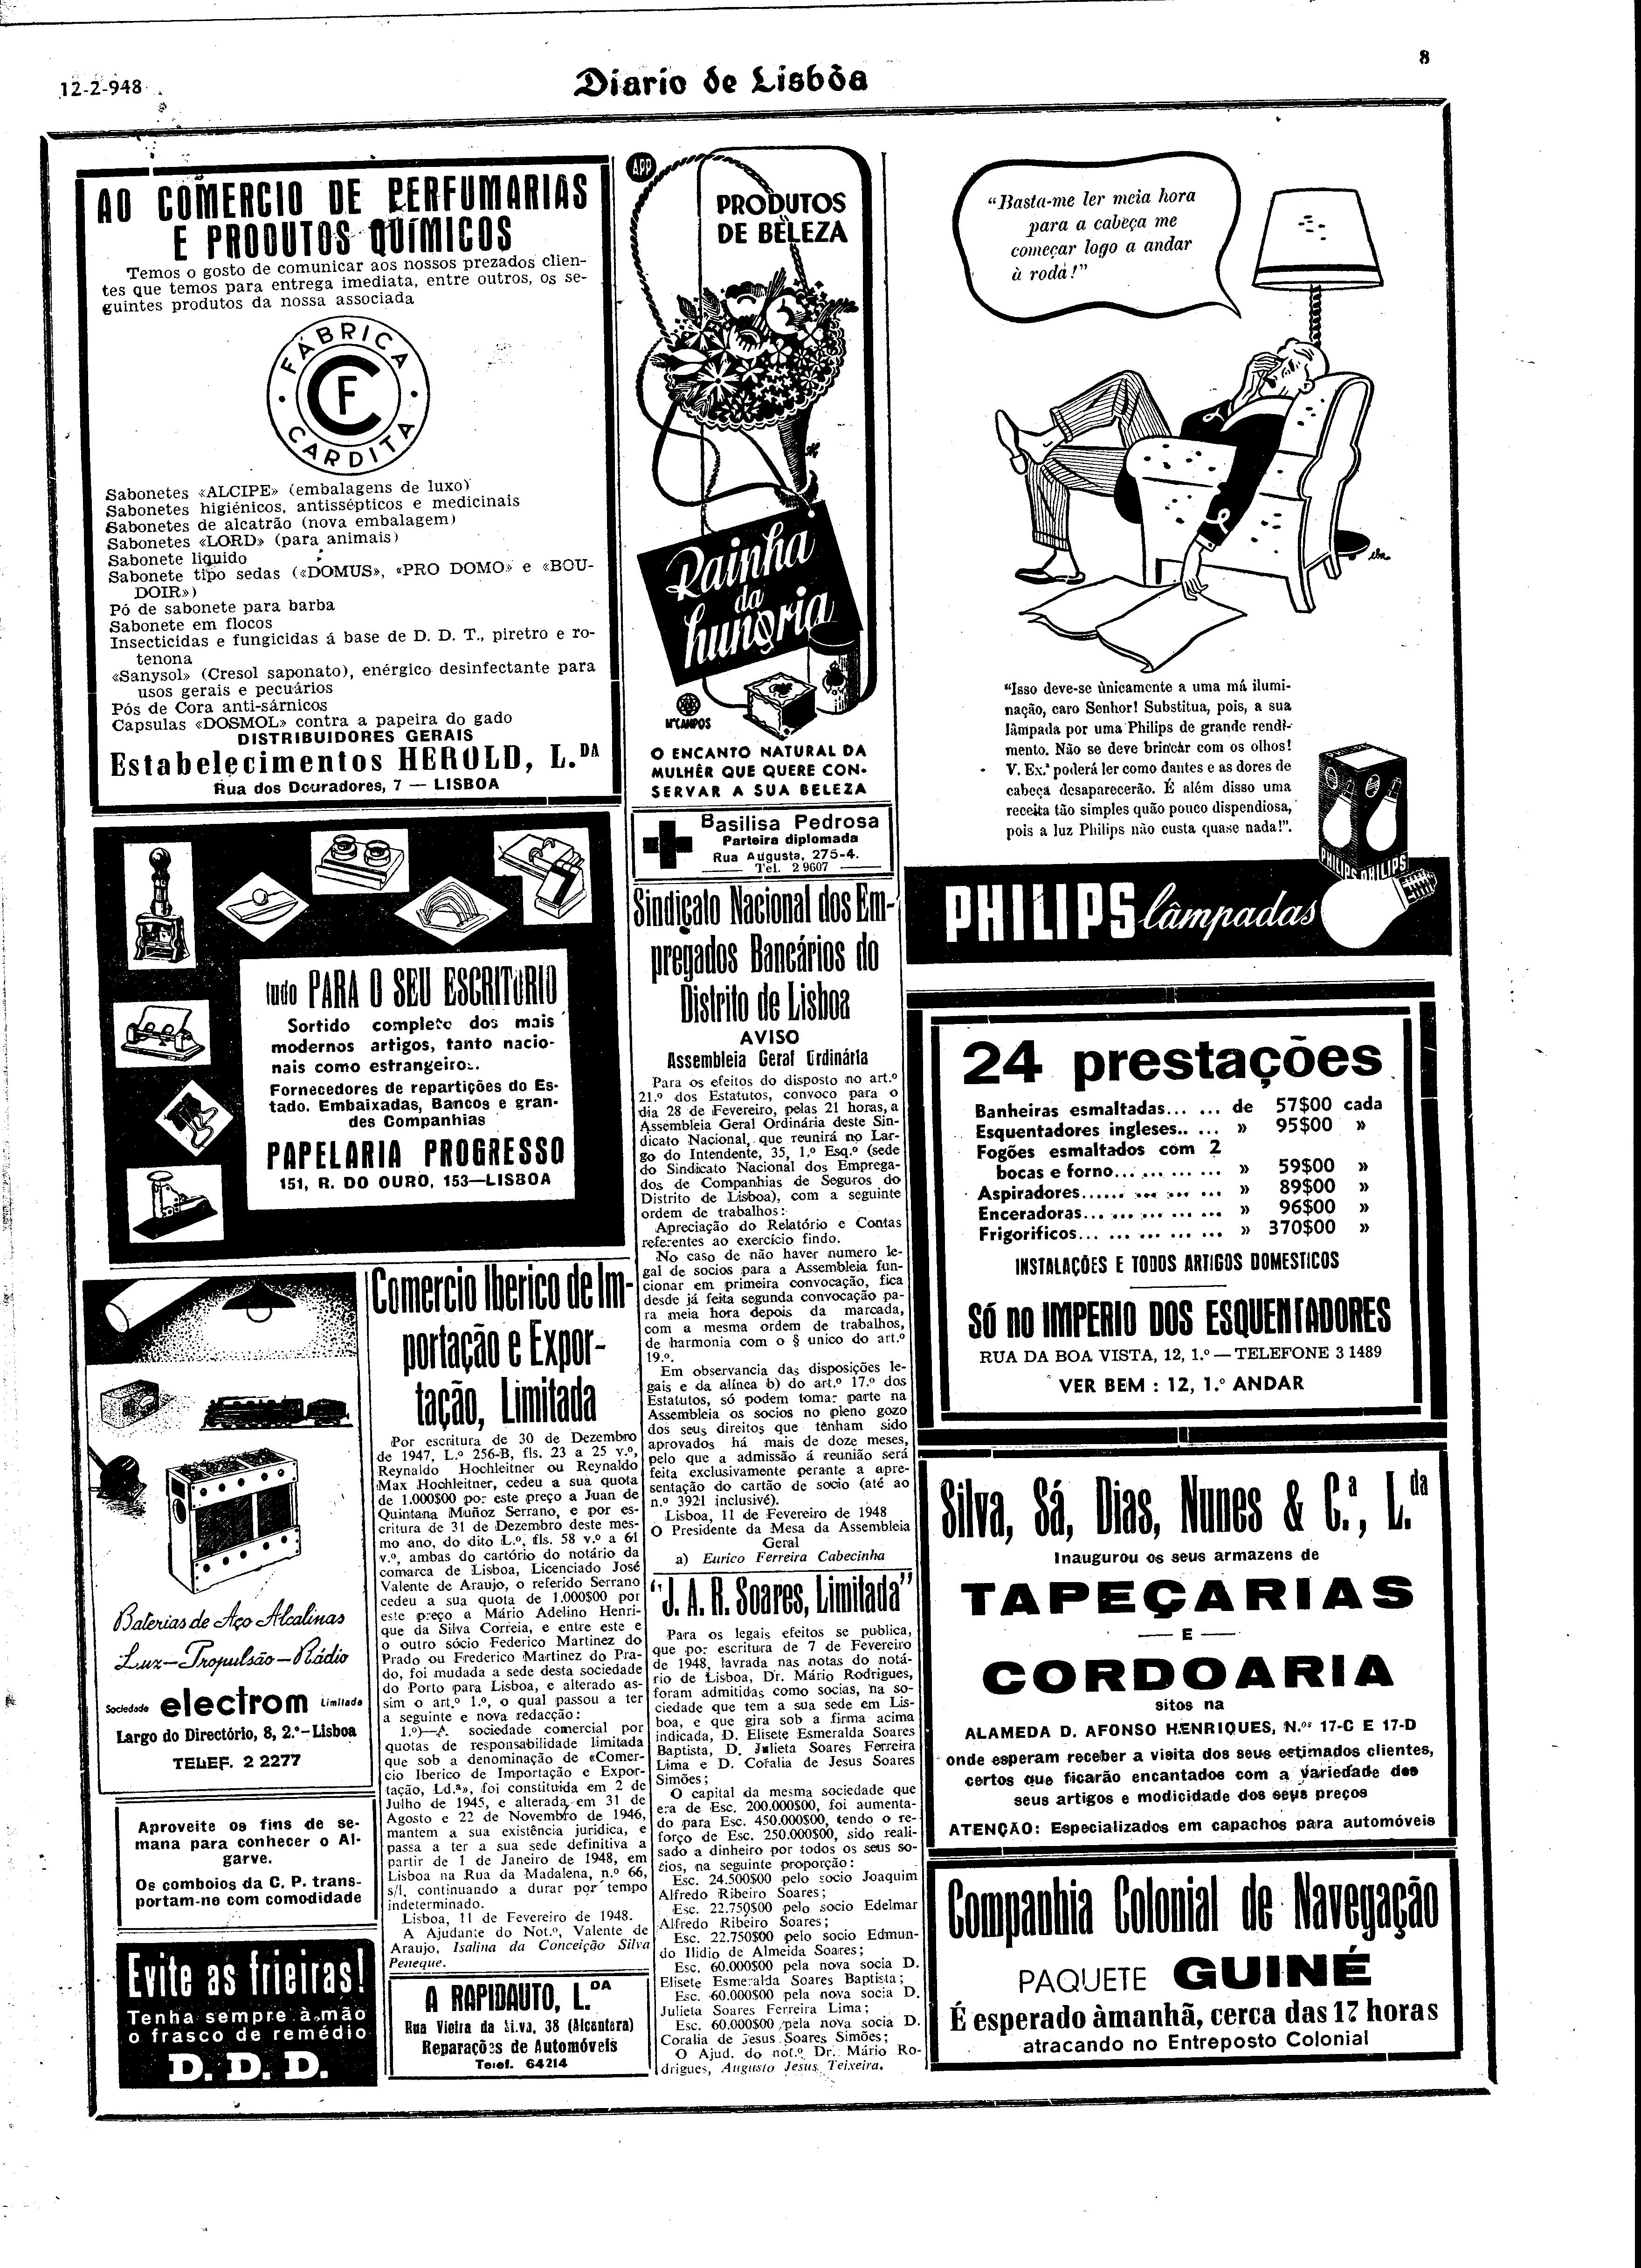 12-2-948
Diario de Lisbôa
8
AO COMERCIO DE PERFUMARIAS
E PRODUTOS QUÍMICOS
Temos o gosto de comunicar aos nossos prezados clien-
tes que temos para entrega imediata, entre outros, os se-
guintes produtos da nossa associada
FÁBRICA
CF
CARDITA
Sabonetes «ALCIPE» (embalagens de luxo)
Sabonetes higiénicos, antissépticos e medicinais
Sabonetes de alcatrão (nova embalagem)
Sabonetes «LORD» (para animais)
Sabonete liquido
Sabonete tipo sedas («DOMUS», «PRO DOMO» e «BOU-
DOIR»)
Pó de sabonete para barba
Sabonete em flocos
Insecticidas e fungicidas á base de D. D. T., piretro e ro-
tenona
«Sanysol» (Cresol saponato), enérgico desinfectante para
usos gerais e pecuários
Pós de Cora anti-sárnicos
Capsulas «DOSMOL» contra a papeira do gado
DISTRIBUIDORES GERAIS
Estabelecimentos HEROLD, L.DA
Rua dos Douradores, 7 — LISBOA
tudo PARA O SEU ESCRITORIO
Sortido completo dos mais
modernos artigos, tanto nacio-
nais como estrangeiros.
Fornecedores de repartições do Es-
tado. Embaixadas, Bancos e gran-
des Companhias
PAPELARIA PROGRESSO
151, R. DO OURO, 153—LISBOA
Baterias de Aço Alcalinas
Luz—Propulsão—Rádio
Sociedade electrom Limitada
Largo do Directório, 8, 2.º-Lisboa
TELEF. 2 2277
Aproveite os fins de se-
mana para conhecer o Al-
garve.
Os comboios da C. P. trans-
portam-no com comodidade
Evite as frieiras!
Tenha sempre à mão
o frasco de remédio
D. D. D.
Comercio Iberico de Im-
portação e Expor-
tação, Limitada
Por escritura de 30 de Dezembro
de 1947, L.º 256-B, fls. 23 a 25 v.º,
Reynaldo Hochleitner ou Reynaldo
Max Hochleitner, cedeu a sua quota
de 1.000$00 por este preço a Juan de
Quintana Muñoz Serrano, e por es-
critura de 31 de Dezembro deste mes-
mo ano, do dito L.º, fls. 58 v.º a 61
v.º, ambas do cartório do notário da
comarca de Lisboa, Licenciado José
Valente de Araujo, o referido Serrano
cedeu a sua quota de 1.000$00 por
este preço a Mário Adelino Henri-
que da Silva Correia, e entre este e
o outro sócio Federico Martinez do
Prado ou Frederico Martinez do Pra-
do, foi mudada a sede desta sociedade
do Porto para Lisboa, e alterado as-
sim o art.º 1.º, o qual passou a ter
a seguinte e nova redacção:
1.º)—A sociedade comercial por
quotas de responsabilidade limitada
que sob a denominação de «Comer-
cio Iberico de Importação e Expor-
tação, Ld.ª», foi constituida em 2 de
Julho de 1945, e alterada em 31 de
Agosto e 22 de Novembro de 1946,
mantem a sua existência juridica, e
passa a ter a sua sede definitiva a
partir de 1 de Janeiro de 1948, em
Lisboa na Rua da Madalena, n.º 66,
s/l, continuando a durar por tempo
indeterminado.
Lisboa, 11 de Fevereiro de 1948.
A Ajudante do Not.º, Valente de
Araujo, Isalina da Conceição Silva
Peneque.
A RAPIDAUTO, L.DA
Rua Vieira da Silva, 38 (Alcantara)
Reparações de Automóveis
Telef. 64214
APP
PRODUTOS
DE BELEZA
Rainha
da
hungria
Mᵉ CAMPOS
O ENCANTO NATURAL DA
MULHER QUE QUERE CON-
SERVAR A SUA BELEZA
Basilisa Pedrosa
Parteira diplomada
Rua Augusta, 275-4.
Tel. 2 9607
Sindicato Nacional dos Em-
pregados Bancários do
Distrito de Lisboa
AVISO
Assembleia Geral Ordinária
Para os efeitos do disposto no art.º
21.º dos Estatutos, convoco para o
dia 28 de Fevereiro, pelas 21 horas, a
Assembleia Geral Ordinária deste Sin-
dicato Nacional, que reunirá no Lar-
go do Intendente, 35, 1.º Esq.º (sede
do Sindicato Nacional dos Emprega-
dos de Companhias de Seguros do
Distrito de Lisboa), com a seguinte
ordem de trabalhos:
Apreciação do Relatório e Contas
referentes ao exercício findo.
No caso de não haver numero le-
gal de socios para a Assembleia fun-
cionar em primeira convocação, fica
desde já feita segunda convocação pa-
ra meia hora depois da marcada,
com a mesma ordem de trabalhos,
de harmonia com o § unico do art.º
19.º.
Em observancia das disposições le-
gais e da alínea b) do art.º 17.º dos
Estatutos, só podem tomar parte na
Assembleia os socios no pleno gozo
dos seus direitos que tenham sido
aprovados há mais de doze meses,
pelo que a admissão á reunião será
feita exclusivamente perante a apre-
sentação do cartão de socio (até ao
n.º 3921 inclusivé).
Lisboa, 11 de Fevereiro de 1948
O Presidente da Mesa da Assembleia
Geral
a) Eurico Ferreira Cabecinha
"J. A. R. Soares, Limitada"
Para os legais efeitos se publica,
que por escritura de 7 de Fevereiro
de 1948, lavrada nas notas do notá-
rio de Lisboa, Dr. Mário Rodrigues,
foram admitidas como socias, na so-
ciedade que tem a sua sede em Lis-
boa, e que gira sob a firma acima
indicada, D. Elisete Esmeralda Soares
Baptista, D. Julieta Soares Ferreira
Lima e D. Coralia de Jesus Soares
Simões;
O capital da mesma sociedade que
era de Esc. 200.000$00, foi aumenta-
do para Esc. 450.000$00, tendo o re-
forço de Esc. 250.000$00, sido reali-
sado a dinheiro por todos os seus so-
cios, na seguinte proporção:
Esc. 24.500$00 pelo socio Joaquim
Alfredo Ribeiro Soares;
Esc. 22.750$00 pelo socio Edelmar
Alfredo Ribeiro Soares;
Esc. 22.750$00 pelo socio Edmun-
do Ilidio de Almeida Soares;
Esc. 60.000$00 pela nova socia D.
Elisete Esmeralda Soares Baptista;
Esc. 60.000$00 pela nova socia D.
Julieta Soares Ferreira Lima;
Esc. 60.000$00 pela nova socia D.
Coralia de Jesus Soares Simões;
O Ajud. do not.º Dr. Mário Ro-
drigues, Augusto Jesus Teixeira.
"Basta-me ler meia hora
para a cabeça me
começar logo a andar
à roda!"
"Isso deve-se ùnicamente a uma má ilumi-
nação, caro Senhor! Substitua, pois, a sua
lâmpada por uma Philips de grande rendi-
mento. Não se deve brincar com os olhos!
V. Ex.ª poderá ler como dantes e as dores de
cabeça desaparecerão. É além disso uma
receita tão simples quão pouco dispendiosa,
pois a luz Philips não custa quase nada!".
PHILIPS PHILIPS
PHILIPS lâmpadas
24 prestações
Banheiras esmaltadas... ... de 57$00 cada
Esquentadores ingleses.. ... » 95$00 »
Fogões esmaltados com 2
bocas e forno... ... ... ... » 59$00 »
Aspiradores...... ... ... ... » 89$00 »
Enceradoras... ... ... ... ... » 96$00 »
Frigorificos... ... ... ... ... » 370$00 »
INSTALAÇÕES E TODOS ARTIGOS DOMESTICOS
SÓ no IMPERIO DOS ESQUENTADORES
RUA DA BOA VISTA, 12, 1.º — TELEFONE 3 1489
VER BEM : 12, 1.º ANDAR
Silva, Sá, Dias, Nunes & C.ª, L.da
Inaugurou os seus armazens de
TAPEÇARIAS
— E —
CORDOARIA
sitos na
ALAMEDA D. AFONSO HENRIQUES, N.os 17-C E 17-D
onde esperam receber a visita dos seus estimados clientes,
certos que ficarão encantados com a variedade dos
seus artigos e modicidade dos seus preços
ATENÇÃO: Especializados em capachos para automóveis
Companhia Colonial de Navegação
PAQUETE GUINÉ
É esperado àmanhã, cerca das 17 horas
atracando no Entreposto Colonial